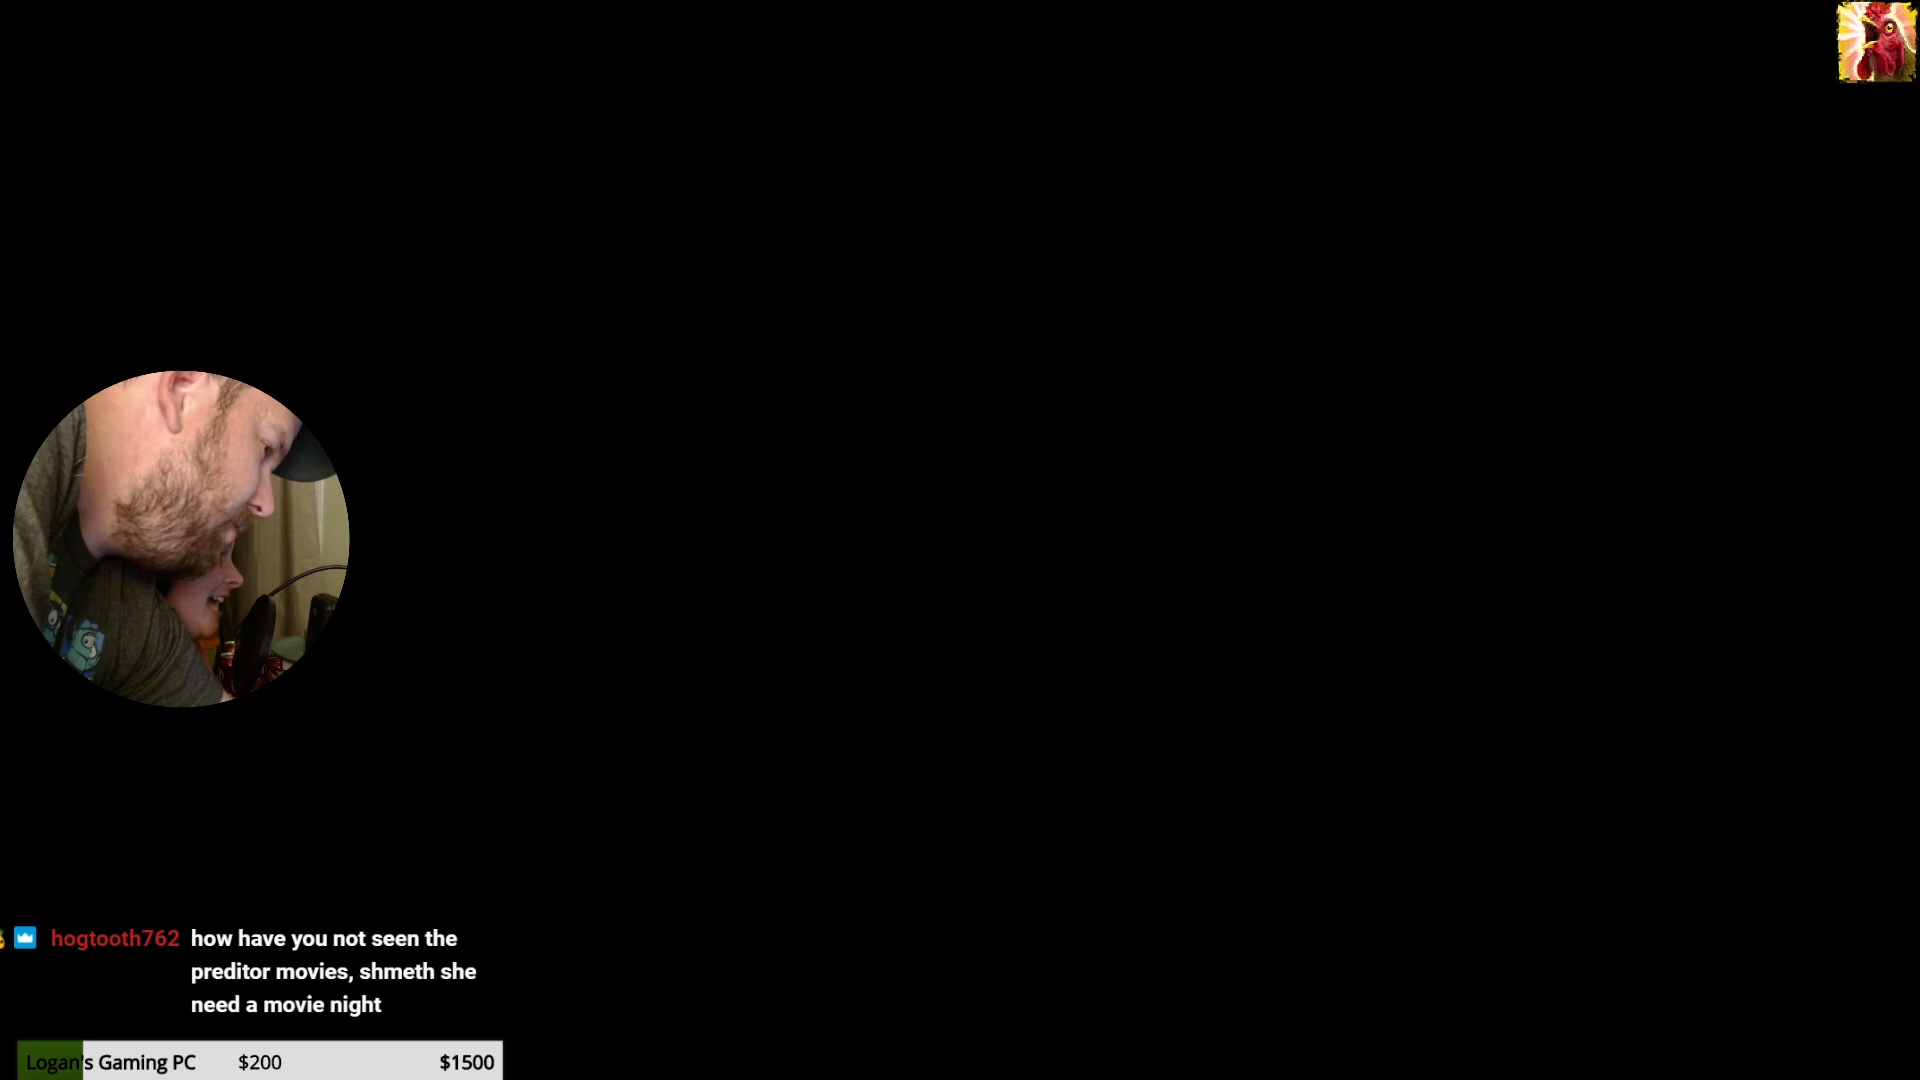 hogtooth762 how have you not seen the
preditor movies, shmeth she
need a movie night
Logan's Gaming PC $200 $1500